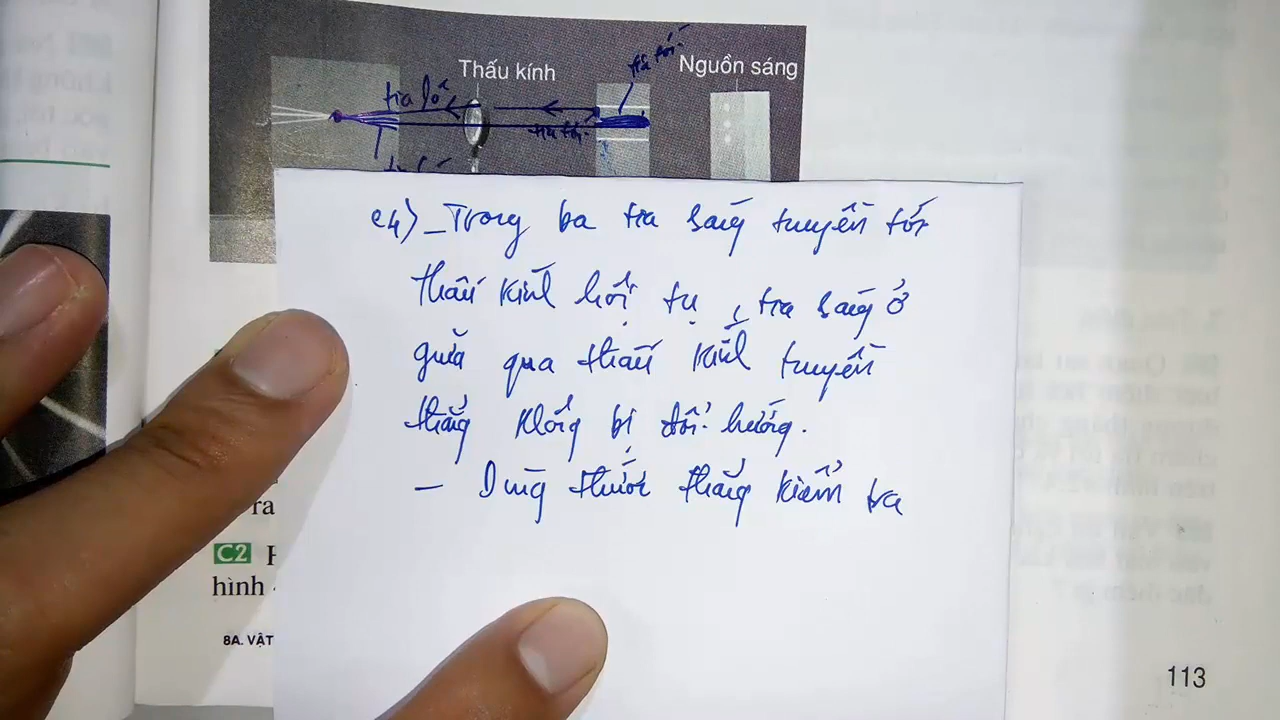 Thấu kính
Nguồn sáng
tia tới
tia ló
tia tới
C4) _Trong ba tia sáng truyền tới
thấu kính hội tụ, tia sáng ở
giữa qua thấu kính truyền
thẳng không bị đổi hướng.
- Dùng thước thẳng kiểm tra
ra
C2
hình
8A. VẬT
113